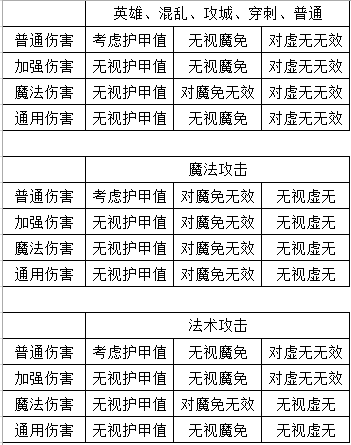 英雄、混乱、攻城、穿刺、普通
普通伤害 考虑护甲值 无视魔免 对虚无无效
加强伤害 无视护甲值 无视魔免 对虚无无效
魔法伤害 无视护甲值 对魔免无效 对虚无无效
通用伤害 无视护甲值 无视魔免 对虚无无效
魔法攻击
普通伤害 考虑护甲值 对魔免无效 无视虚无
加强伤害 无视护甲值 对魔免无效 无视虚无
魔法伤害 无视护甲值 对魔免无效 无视虚无
通用伤害 无视护甲值 对魔免无效 无视虚无
法术攻击
普通伤害 考虑护甲值 无视魔免 对虚无无效
加强伤害 无视护甲值 无视魔免 对虚无无效
魔法伤害 无视护甲值 对魔免无效 无视虚无
通用伤害 无视护甲值 无视魔免 无视虚无